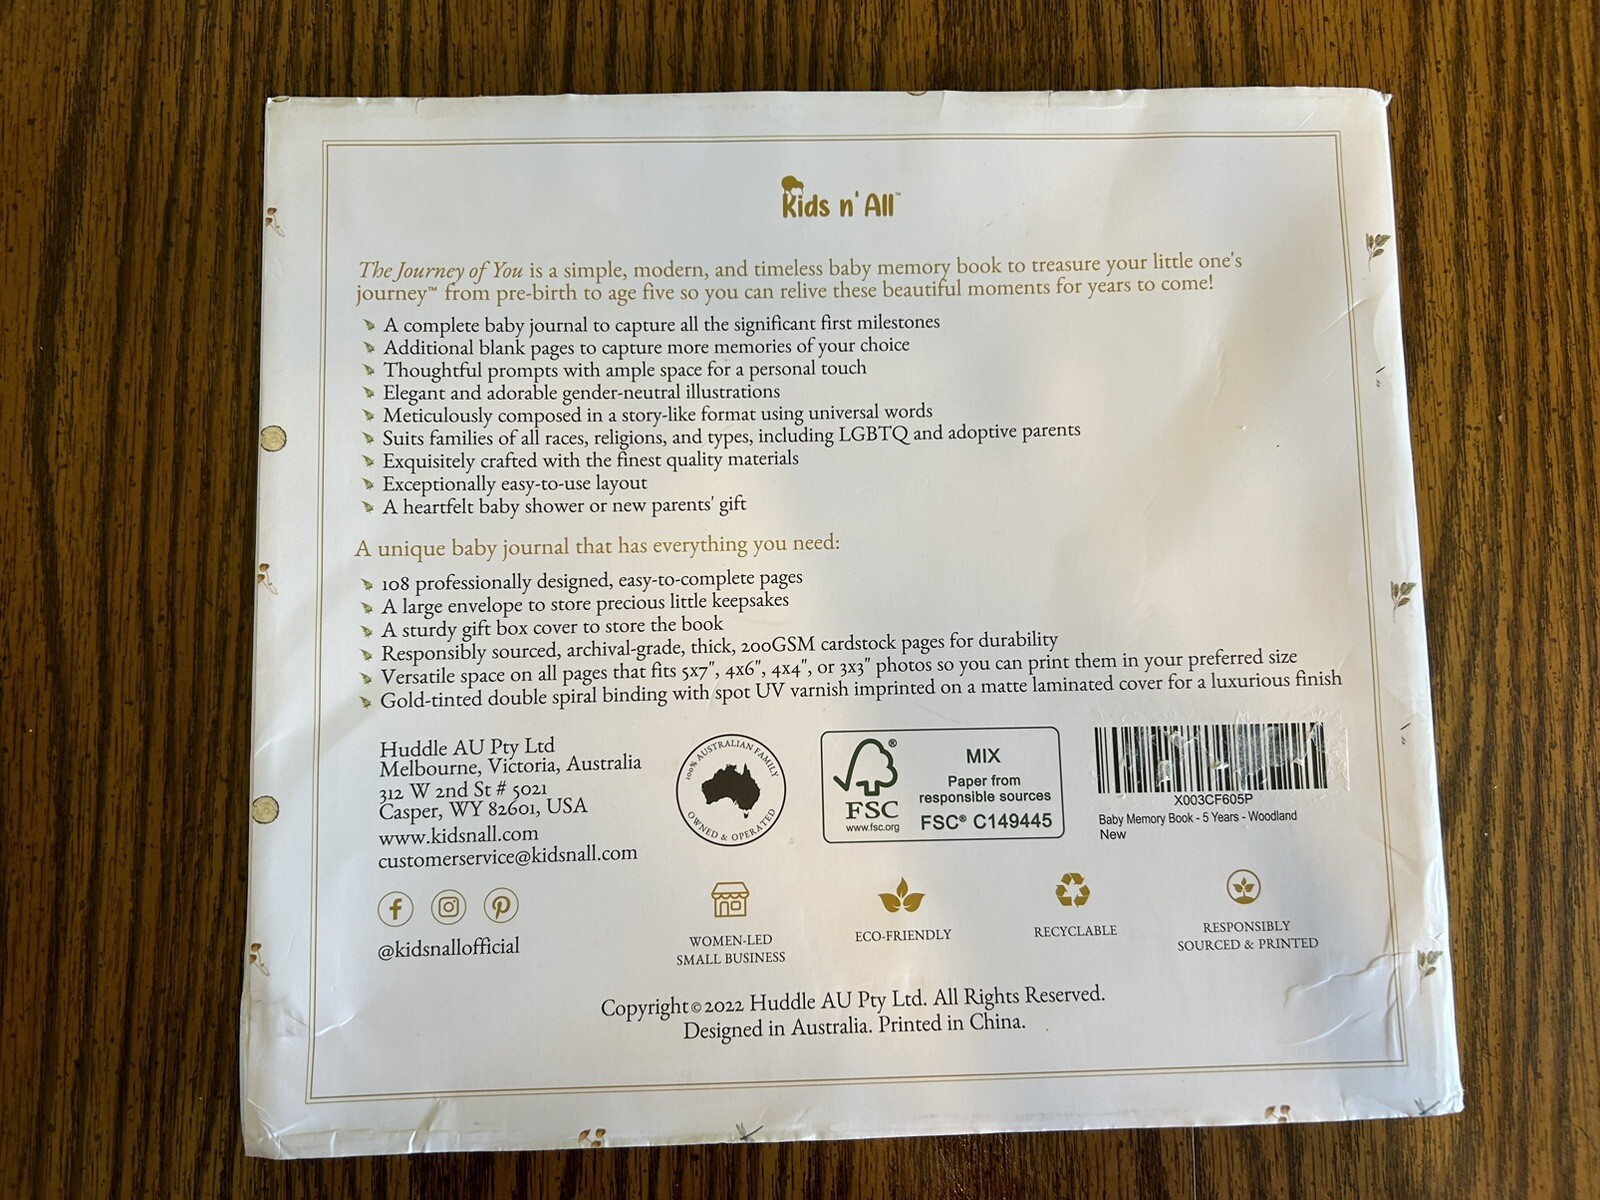 Kids n' All™
The Journey of You is a simple, modern, and timeless baby memory book to treasure your little one's
journey™ from pre-birth to age five so you can relive these beautiful moments for years to come!
A complete baby journal to capture all the significant first milestones
Additional blank pages to capture more memories of your choice
Thoughtful prompts with ample space for a personal touch
Elegant and adorable gender-neutral illustrations
Meticulously composed in a story-like format using universal words
Suits families of all races, religions, and types, including LGBTQ and adoptive parents
Exquisitely crafted with the finest quality materials
Exceptionally easy-to-use layout
A heartfelt baby shower or new parents' gift
A unique baby journal that has everything you need:
108 professionally designed, easy-to-complete pages
A large envelope to store precious little keepsakes
A sturdy gift box cover to store the book
Responsibly sourced, archival-grade, thick, 200GSM cardstock pages for durability
Versatile space on all pages that fits 5x7", 4x6", 4x4", or 3x3" photos so you can print them in your preferred size
Gold-tinted double spiral binding with spot UV varnish imprinted on a matte laminated cover for a luxurious finish
Huddle AU Pty Ltd
Melbourne, Victoria, Australia
312 W 2nd St # 5021
Casper, WY 82601, USA
www.kidsnall.com
customerservice@kidsnall.com
@kidsnallofficial
100% AUSTRALIAN FAMILY
OWNED & OPERATED
®
FSC
www.fsc.org
MIX
Paper from
responsible sources
FSC® C149445
X003CF605P
Baby Memory Book - 5 Years - Woodland
New
WOMEN-LED
SMALL BUSINESS
ECO-FRIENDLY
RECYCLABLE
RESPONSIBLY
SOURCED & PRINTED
Copyright©2022 Huddle AU Pty Ltd. All Rights Reserved.
Designed in Australia. Printed in China.